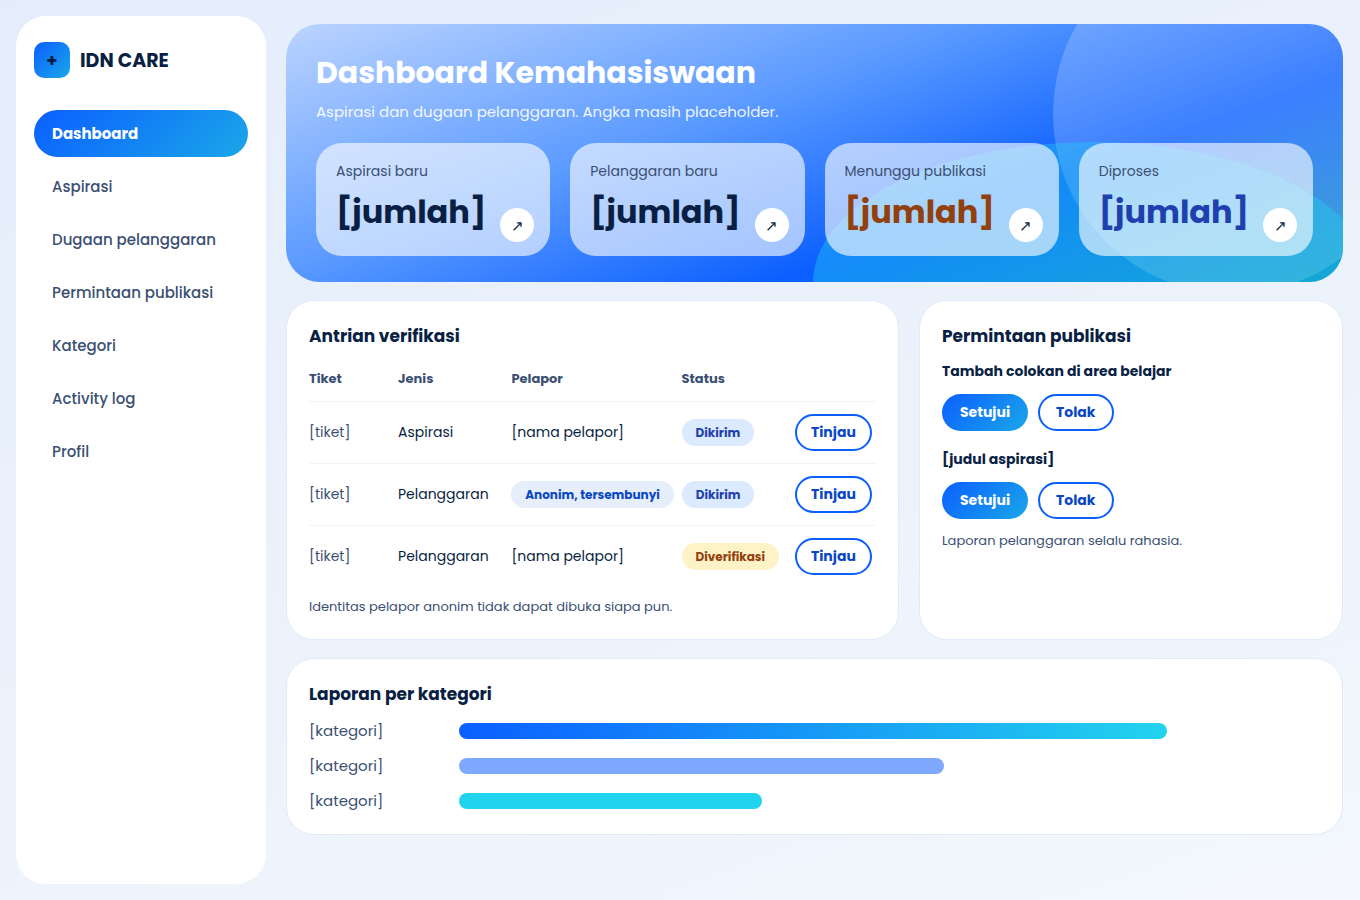 IDN CARE
Dashboard
Aspirasi
Dugaan pelanggaran
Permintaan publikasi
Kategori
Activity log
Profil
Dashboard Kemahasiswaan
Aspirasi dan dugaan pelanggaran. Angka masih placeholder.
Aspirasi baru
[jumlah]
Pelanggaran baru
[jumlah]
Menunggu publikasi
[jumlah]
Diproses
[jumlah]
Antrian verifikasi
Tiket Jenis Pelapor Status
[tiket] Aspirasi [nama pelapor] Dikirim Tinjau
[tiket] Pelanggaran Anonim, tersembunyi Dikirim Tinjau
[tiket] Pelanggaran [nama pelapor] Diverifikasi Tinjau
Identitas pelapor anonim tidak dapat dibuka siapa pun.
Permintaan publikasi
Tambah colokan di area belajar
Setujui Tolak
[judul aspirasi]
Setujui Tolak
Laporan pelanggaran selalu rahasia.
Laporan per kategori
[kategori]
[kategori]
[kategori]